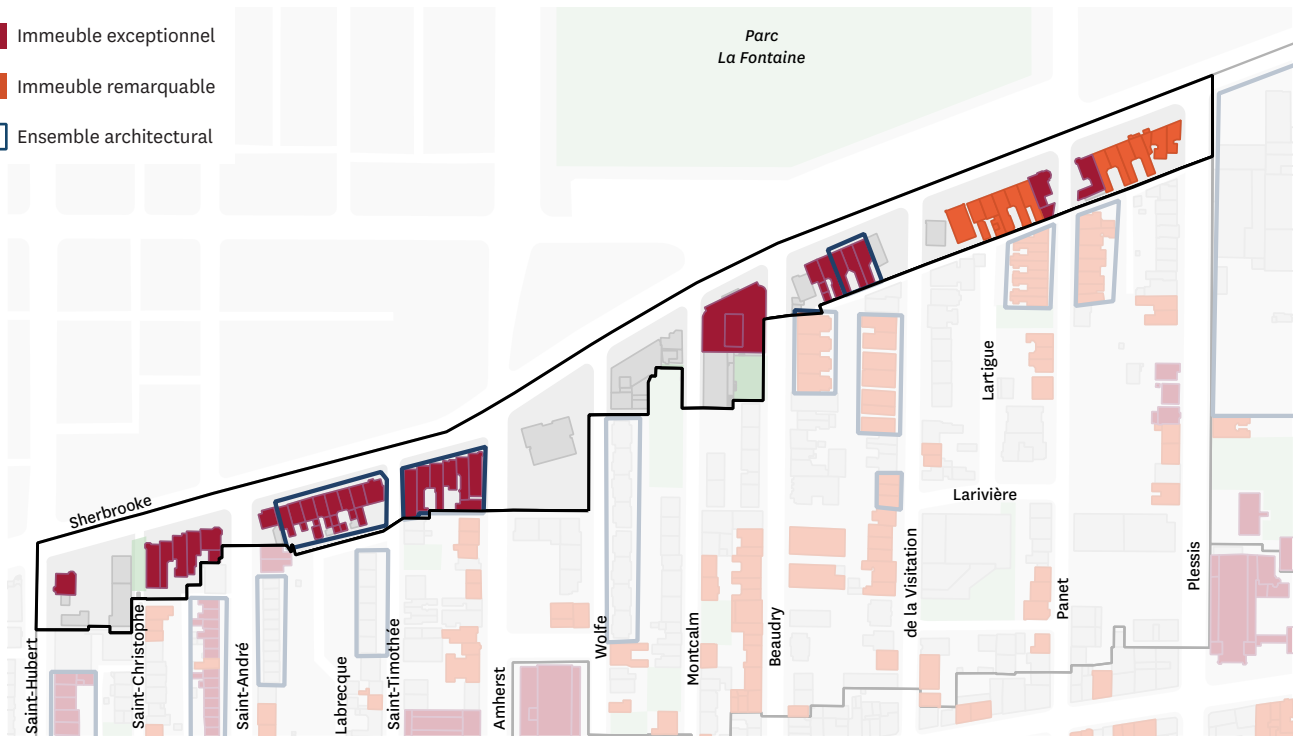 Immeuble exceptionnel
Immeuble remarquable
Ensemble architectural
Parc
La Fontaine
Sherbrooke
Saint-Hubert
Saint-Christophe
Saint-André
Labrecque
Saint-Timothée
Amherst
Wolfe
Montcalm
Beaudry
de la Visitation
Larivière
Lartigue
Panet
Plessis